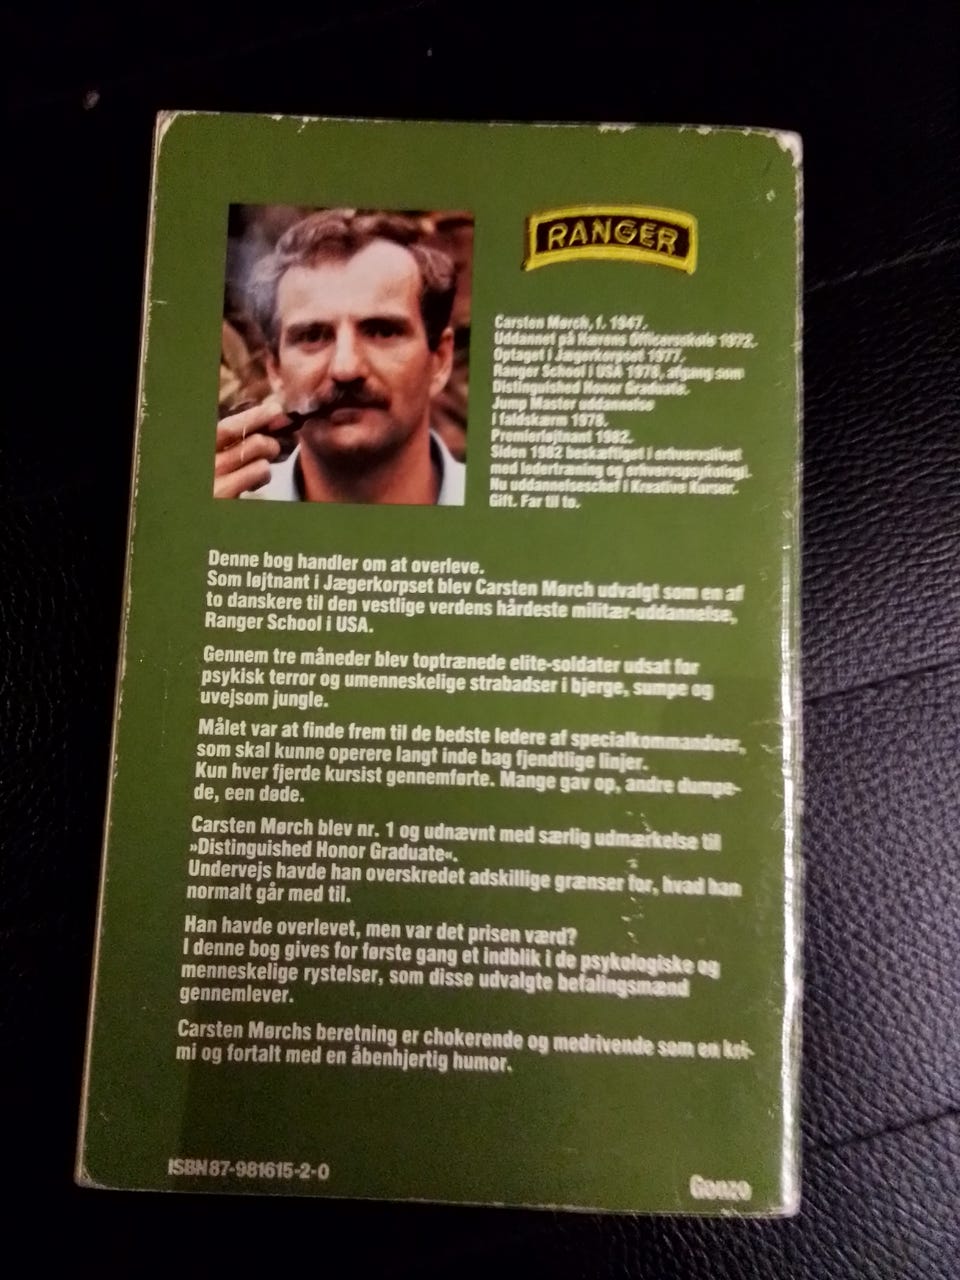 RANGER
Carsten Mørch, f. 1947.
Uddannet på Hærens Officersskole 1972.
Optaget i Jægerkorpset 1977.
Ranger School i USA 1978, afgang som
Distinguished Honor Graduate.
Jump Master uddannelse
i faldskærm 1978.
Premierløjtnant 1982.
Siden 1982 beskæftiget i erhvervslivet
med ledertræning og erhvervspsykologi.
Nu uddannelseschef i Kreative Kurser.
Gift. Far til to.
Denne bog handler om at overleve.
Som løjtnant i Jægerkorpset blev Carsten Mørch udvalgt som en af
to danskere til den vestlige verdens hårdeste militær-uddannelse,
Ranger School i USA.
Gennem tre måneder blev toptrænede elite-soldater udsat for
psykisk terror og umenneskelige strabadser i bjerge, sumpe og
uvejsom jungle.
Målet var at finde frem til de bedste ledere af specialkommandoer,
som skal kunne operere langt inde bag fjendtlige linjer.
Kun hver fjerde kursist gennemførte. Mange gav op, andre dumpe-
de, een døde.
Carsten Mørch blev nr. 1 og udnævnt med særlig udmærkelse til
»Distinguished Honor Graduate«.
Undervejs havde han overskredet adskillige grænser for, hvad han
normalt går med til.
Han havde overlevet, men var det prisen værd?
I denne bog gives for første gang et indblik i de psykologiske og
menneskelige rystelser, som disse udvalgte befalingsmænd
gennemlever.
Carsten Mørchs beretning er chokerende og medrivende som en kri-
mi og fortalt med en åbenhjertig humor.
ISBN 87-981615-2-0
Gonzo